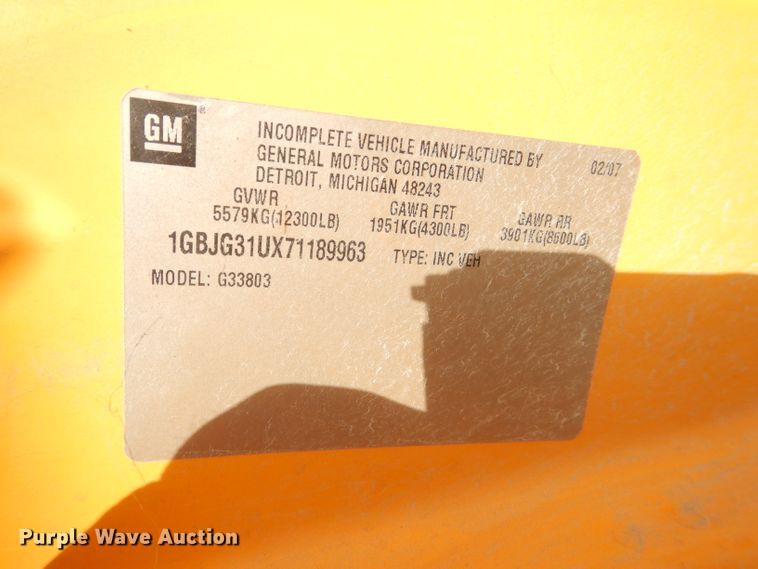 GM ®
INCOMPLETE VEHICLE MANUFACTURED BY
GENERAL MOTORS CORPORATION
DETROIT, MICHIGAN 48243
02/07
GVWR GAWR FRT GAWR RR
5579KG(12300LB) 1951KG(4300LB) 3901KG(8600LB)
1GBJG31UX71189963 TYPE: INC VEH
MODEL: G33803
Purple Wave Auction